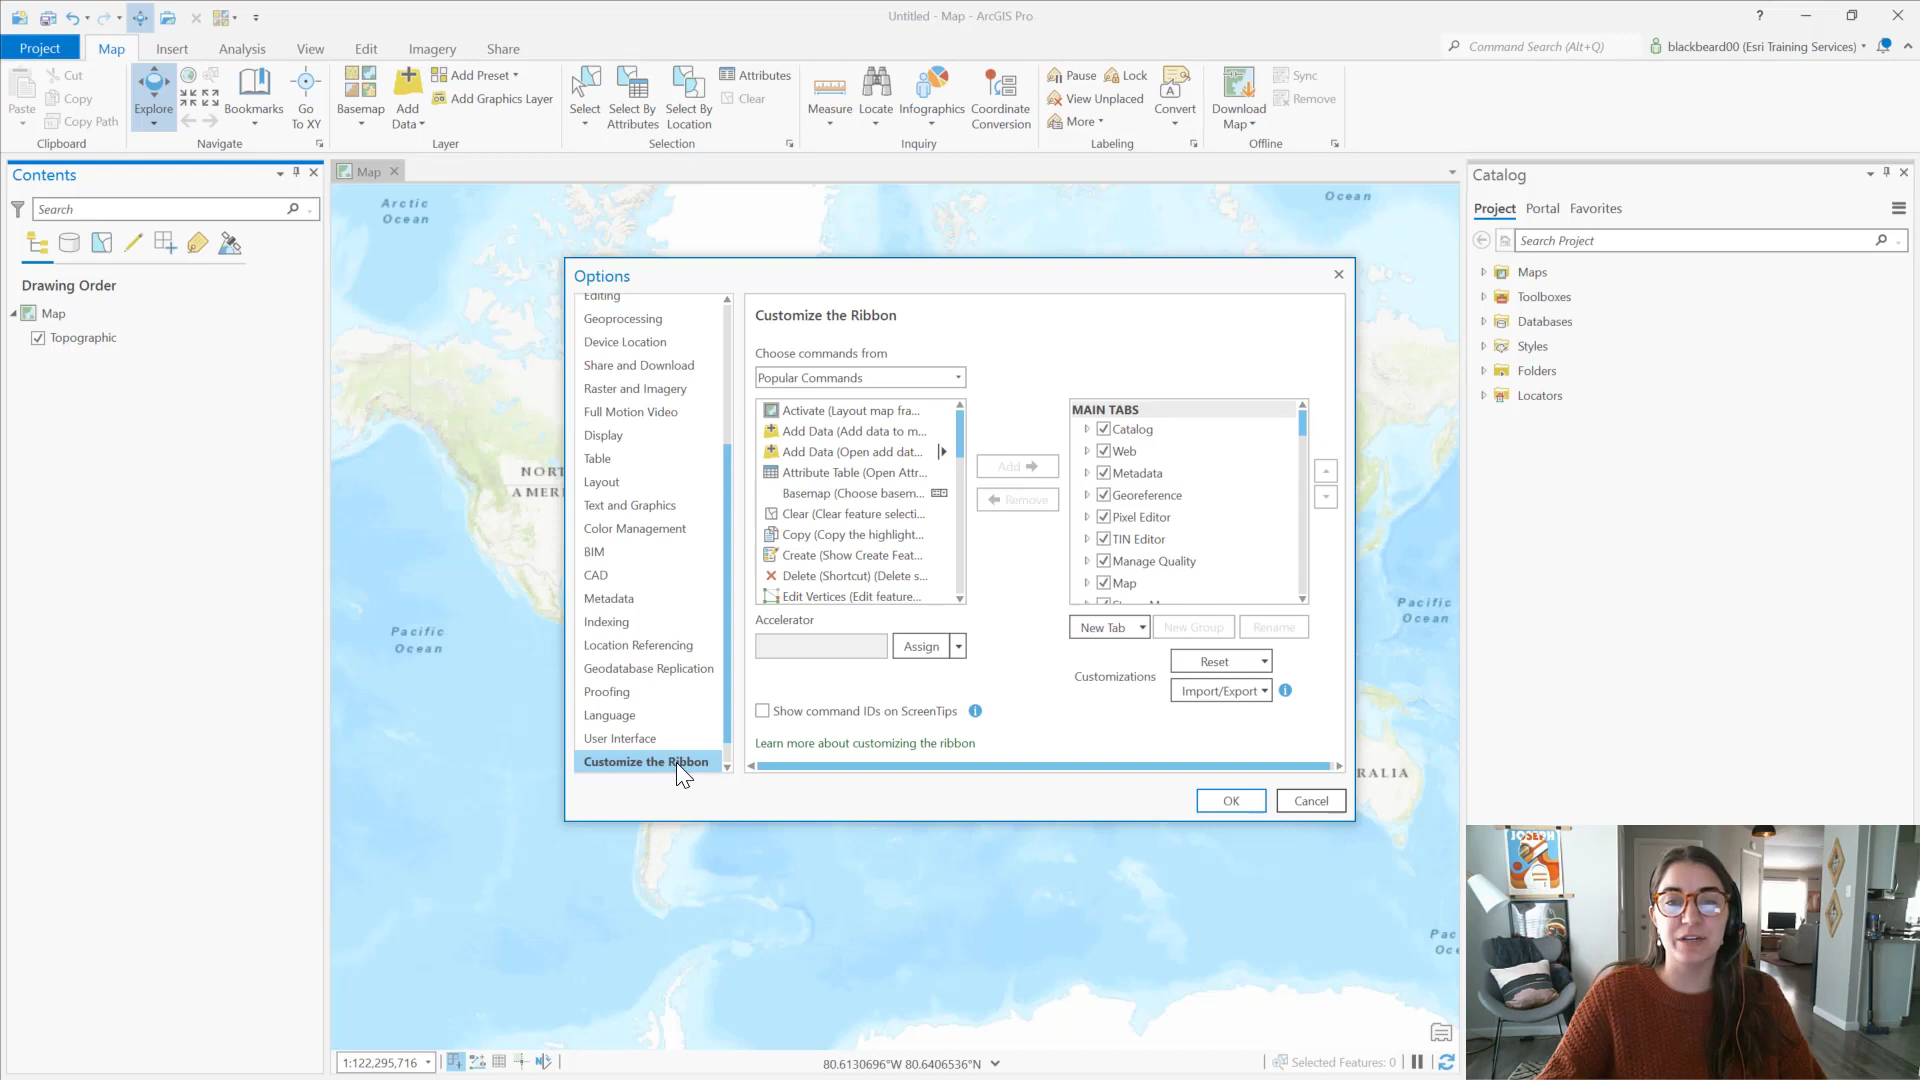 Untitled - Map - ArcGIS Pro
Project
Map
Insert
Analysis
View
Edit
Imagery
Share
Command Search (Alt+Q)
blackbeard00 (Esri Training Services)
Paste
Cut
Copy
Copy Path
Clipboard
Explore
Bookmarks
Go
To XY
Navigate
Basemap
Add
Data
Add Preset
Add Graphics Layer
Layer
Select
Select By
Attributes
Select By
Location
Attributes
Clear
Selection
Measure
Locate
Infographics
Coordinate
Conversion
Inquiry
Pause
Lock
View Unplaced
More
Convert
Labeling
Download
Map
Sync
Remove
Offline
Contents
Search
Drawing Order
Map
Topographic
Map
Arctic
Ocean
Ocean
NORT
AMERI
Pacific
Ocean
Pacific
Ocean
RALIA
Pac
Oc
Options
Editing
Geoprocessing
Device Location
Share and Download
Raster and Imagery
Full Motion Video
Display
Table
Layout
Text and Graphics
Color Management
BIM
CAD
Metadata
Indexing
Location Referencing
Geodatabase Replication
Proofing
Language
User Interface
Customize the Ribbon
Customize the Ribbon
Choose commands from
Popular Commands
Activate (Layout map fra...
Add Data (Add data to m...
Add Data (Open add dat...
Attribute Table (Open Attr...
Basemap (Choose basem...
Clear (Clear feature selecti...
Copy (Copy the highlight...
Create (Show Create Feat...
Delete (Shortcut) (Delete s...
Edit Vertices (Edit feature...
Add
Remove
MAIN TABS
Catalog
Web
Metadata
Georeference
Pixel Editor
TIN Editor
Manage Quality
Map
Accelerator
Assign
New Tab
New Group
Rename
Customizations
Reset
Import/Export
Show command IDs on ScreenTips
Learn more about customizing the ribbon
OK
Cancel
Catalog
Project
Portal
Favorites
Search Project
Maps
Toolboxes
Databases
Styles
Folders
Locators
JOSEPH
1:122,295,716
80.6130696°W 80.6406536°N
Selected Features: 0